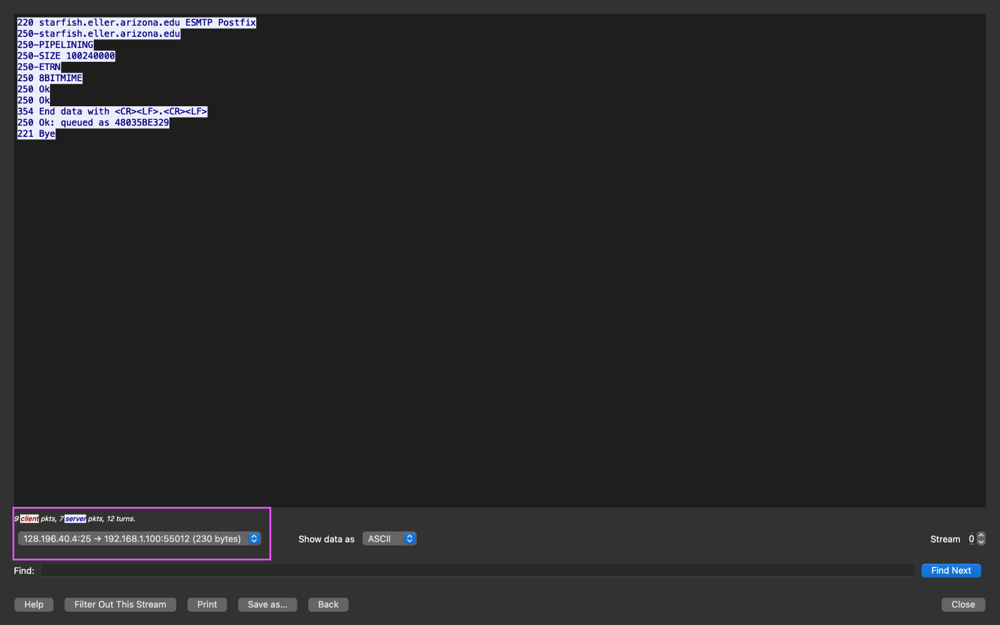 220 starfish.eller.arizona.edu ESMTP Postfix
250-starfish.eller.arizona.edu
250-PIPELINING
250-SIZE 100240000
250-ETRN
250 8BITMIME
250 Ok
250 Ok
354 End data with <CR><LF>.<CR><LF>
250 Ok: queued as 48035BE329
221 Bye
9 client pkts, 7 server pkts, 12 turns.
128.196.40.4:25 → 192.168.1.100:55012 (230 bytes) Show data as ASCII Stream 0
Find: Find Next
Help Filter Out This Stream Print Save as... Back Close